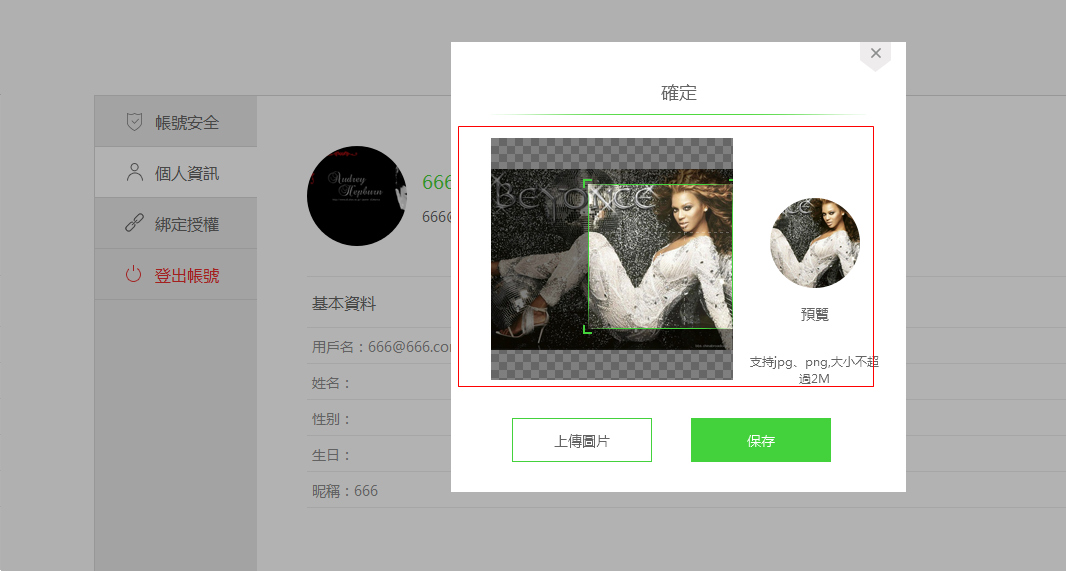 確定
帳號安全
個人資訊
綁定授權
登出帳號
Audrey
Hepburn
666
666@
基本資料
用戶名：666@666.co
姓名：
性别：
生日：
昵稱：666
BEYONCE
預覽
支持jpg、png,大小不超
過2M
上傳圖片
保存